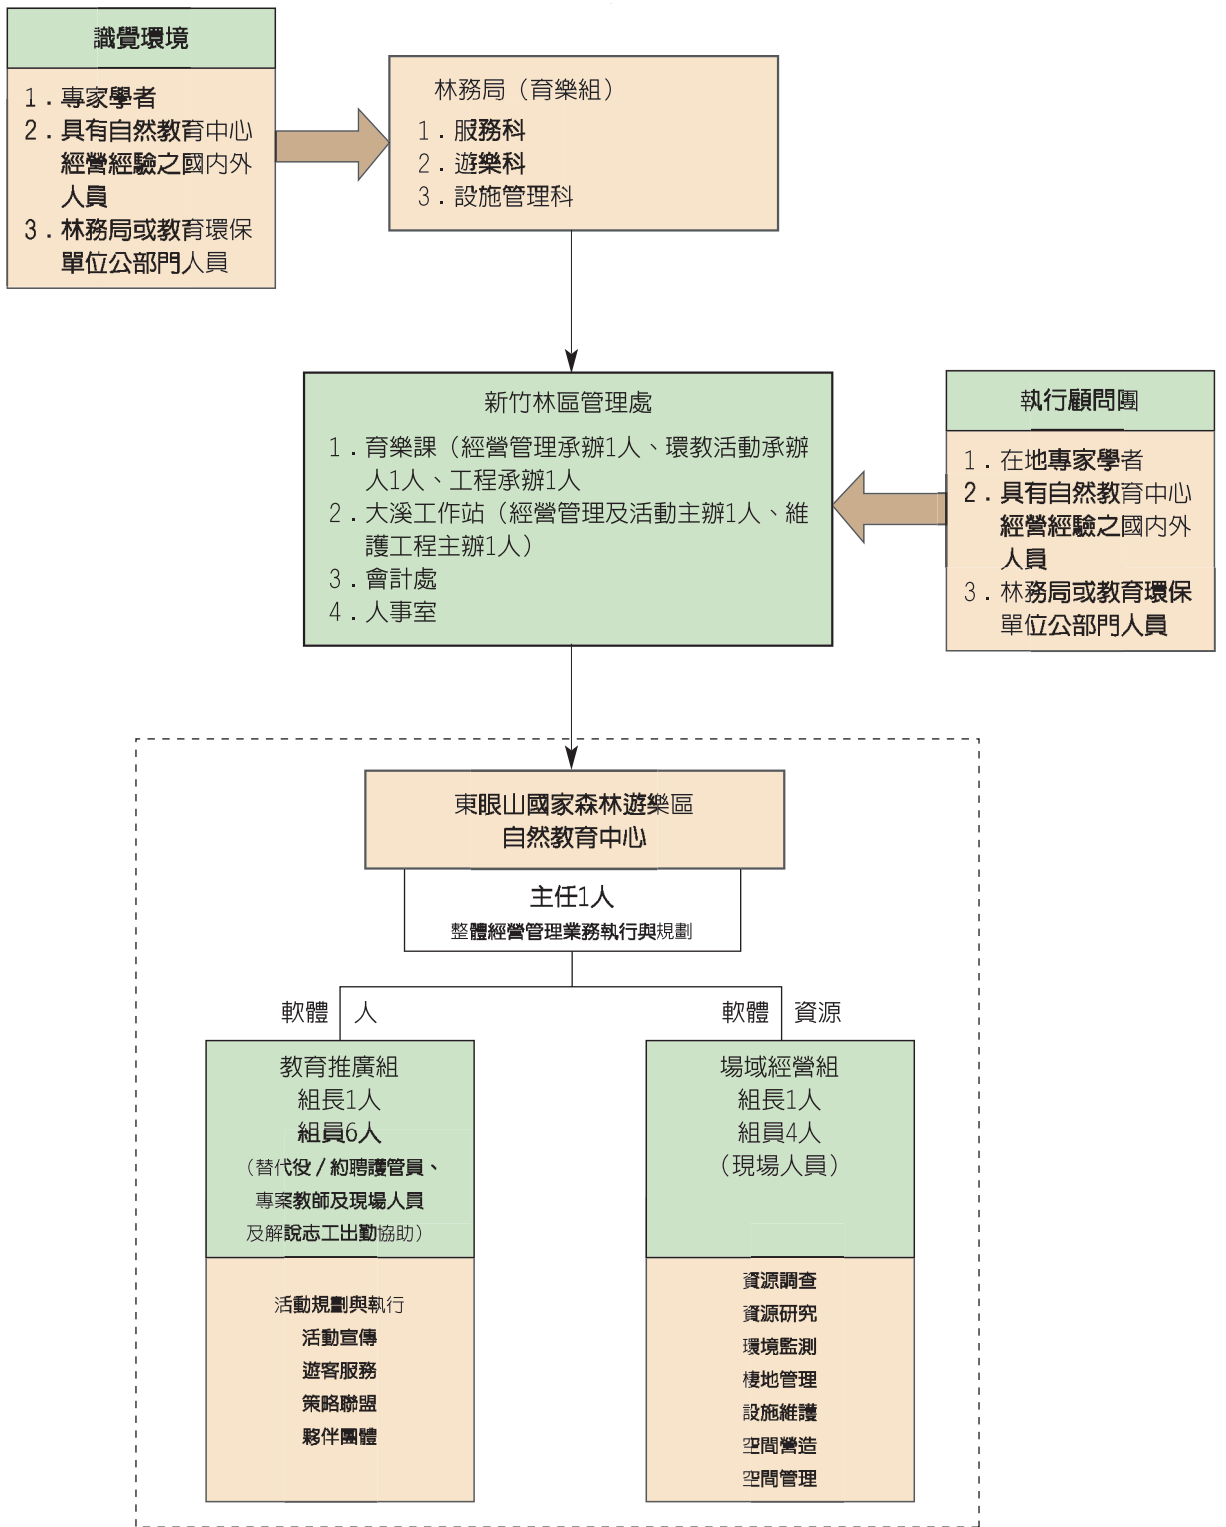 識覺環境
1．專家學者
2．具有自然教育中心
經營經驗之國內外
人員
3．林務局或教育環保
單位公部門人員
林務局（育樂組）
1．服務科
2．遊樂科
3．設施管理科
新竹林區管理處
1．育樂課（經營管理承辦1人、環教活動承辦
人1人、工程承辦1人
2．大溪工作站（經營管理及活動主辦1人、維
護工程主辦1人）
3．會計處
4．人事室
執行顧問團
1．在地專家學者
2．具有自然教育中心
經營經驗之國內外
人員
3．林務局或教育環保
單位公部門人員
東眼山國家森林遊樂區
自然教育中心
主任1人
整體經營管理業務執行與規劃
軟體 人
教育推廣組
組長1人
組員6人
（替代役／約聘護管員、
專案教師及現場人員
及解說志工出勤協助）
活動規劃與執行
活動宣傳
遊客服務
策略聯盟
夥伴團體
軟體 資源
場域經營組
組長1人
組員4人
（現場人員）
資源調查
資源研究
環境監測
棲地管理
設施維護
空間營造
空間管理